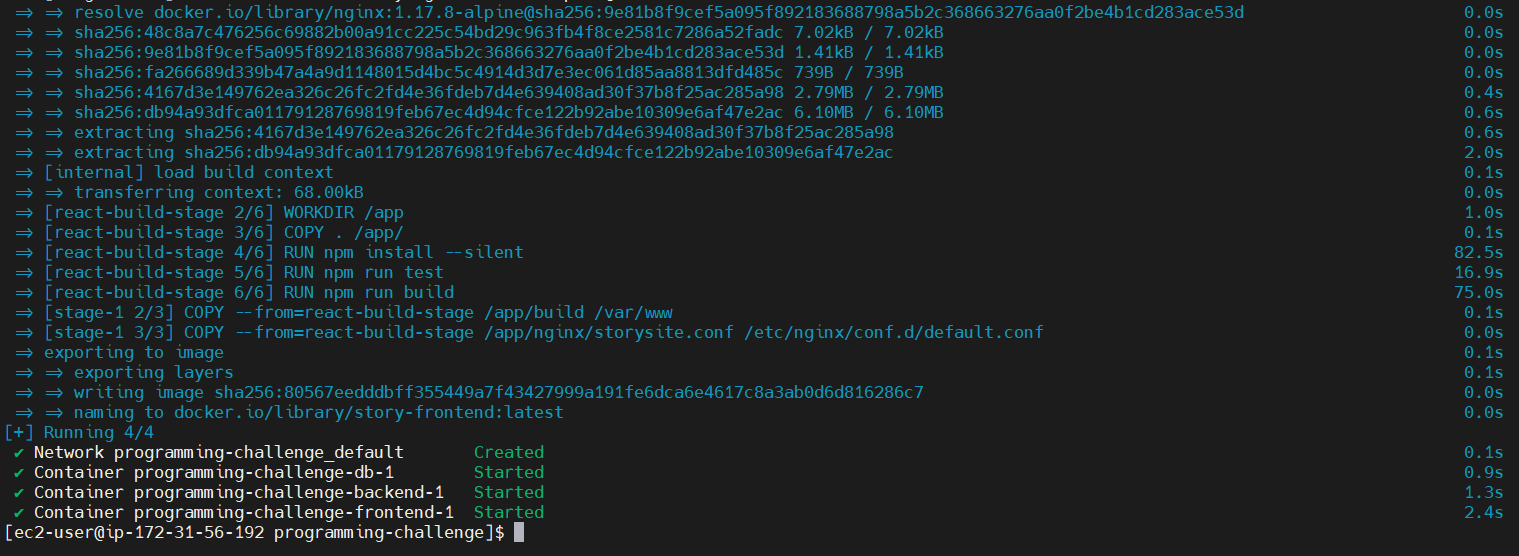 ⇒ ⇒ resolve docker.io/library/nginx:1.17.8-alpine@sha256:9e81b8f9cef5a095f892183688798a5b2c368663276aa0f2be4b1cd283ace53d 0.0s
⇒ ⇒ sha256:48c8a7c476256c69882b00a91cc225c54bd29c963fb4f8ce2581c7286a52fadc 7.02kB / 7.02kB 0.0s
⇒ ⇒ sha256:9e81b8f9cef5a095f892183688798a5b2c368663276aa0f2be4b1cd283ace53d 1.41kB / 1.41kB 0.0s
⇒ ⇒ sha256:fa266689d339b47a4a9d1148015d4bc5c4914d3d7e3ec061d85aa8813dfd485c 739B / 739B 0.0s
⇒ ⇒ sha256:4167d3e149762ea326c26fc2fd4e36fdeb7d4e639408ad30f37b8f25ac285a98 2.79MB / 2.79MB 0.4s
⇒ ⇒ sha256:db94a93dfca01179128769819feb67ec4d94cfce122b92abe10309e6af47e2ac 6.10MB / 6.10MB 0.6s
⇒ ⇒ extracting sha256:4167d3e149762ea326c26fc2fd4e36fdeb7d4e639408ad30f37b8f25ac285a98 0.6s
⇒ ⇒ extracting sha256:db94a93dfca01179128769819feb67ec4d94cfce122b92abe10309e6af47e2ac 2.0s
⇒ [internal] load build context 0.1s
⇒ ⇒ transferring context: 68.00kB 0.0s
⇒ [react-build-stage 2/6] WORKDIR /app 1.0s
⇒ [react-build-stage 3/6] COPY . /app/ 0.1s
⇒ [react-build-stage 4/6] RUN npm install --silent 82.5s
⇒ [react-build-stage 5/6] RUN npm run test 16.9s
⇒ [react-build-stage 6/6] RUN npm run build 75.0s
⇒ [stage-1 2/3] COPY --from=react-build-stage /app/build /var/www 0.1s
⇒ [stage-1 3/3] COPY --from=react-build-stage /app/nginx/storysite.conf /etc/nginx/conf.d/default.conf 0.0s
⇒ exporting to image 0.1s
⇒ ⇒ exporting layers 0.1s
⇒ ⇒ writing image sha256:80567eedddbff355449a7f43427999a191fe6dca6e4617c8a3ab0d6d816286c7 0.0s
⇒ ⇒ naming to docker.io/library/story-frontend:latest 0.0s
[+] Running 4/4
✔ Network programming-challenge_default Created 0.1s
✔ Container programming-challenge-db-1 Started 0.9s
✔ Container programming-challenge-backend-1 Started 1.3s
✔ Container programming-challenge-frontend-1 Started 2.4s
[ec2-user@ip-172-31-56-192 programming-challenge]$